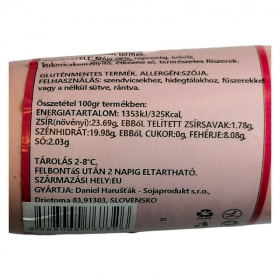 kukoricakeményítő, étkezési só, természetes fűszerek.
GLUTÉNMENTES TERMÉK. ALLERGÉN:SZÓJA.
FELHASZNÁLÁS: szendvicsekhez, hidegtálakhoz, fűszerekkel
vagy a nélkül sütve, rántva.
Összetétel 100gr termékben:
ENERGIATARTALOM: 1353kJ/325Kcal,
ZSÍR(növényi):23.69g, EBBől TELÍTETT ZSÍRSAVAK:1.78g,
SZÉNHIDRÁT:19.98g, EBBől CUKOR:0g, FEHÉRJE:8.08g,
SÓ:2.03g
TÁROLÁS 2-8°C.
FELBONTÁS UTÁN 2 NAPIG ELTARTHATÓ.
SZÁRMAZÁSI HELY:EU
GYÁRTJA: Daniel Harušťák - Sojaprodukt s.r.o.,
Drietoma 83,91303, SLOVENSKO